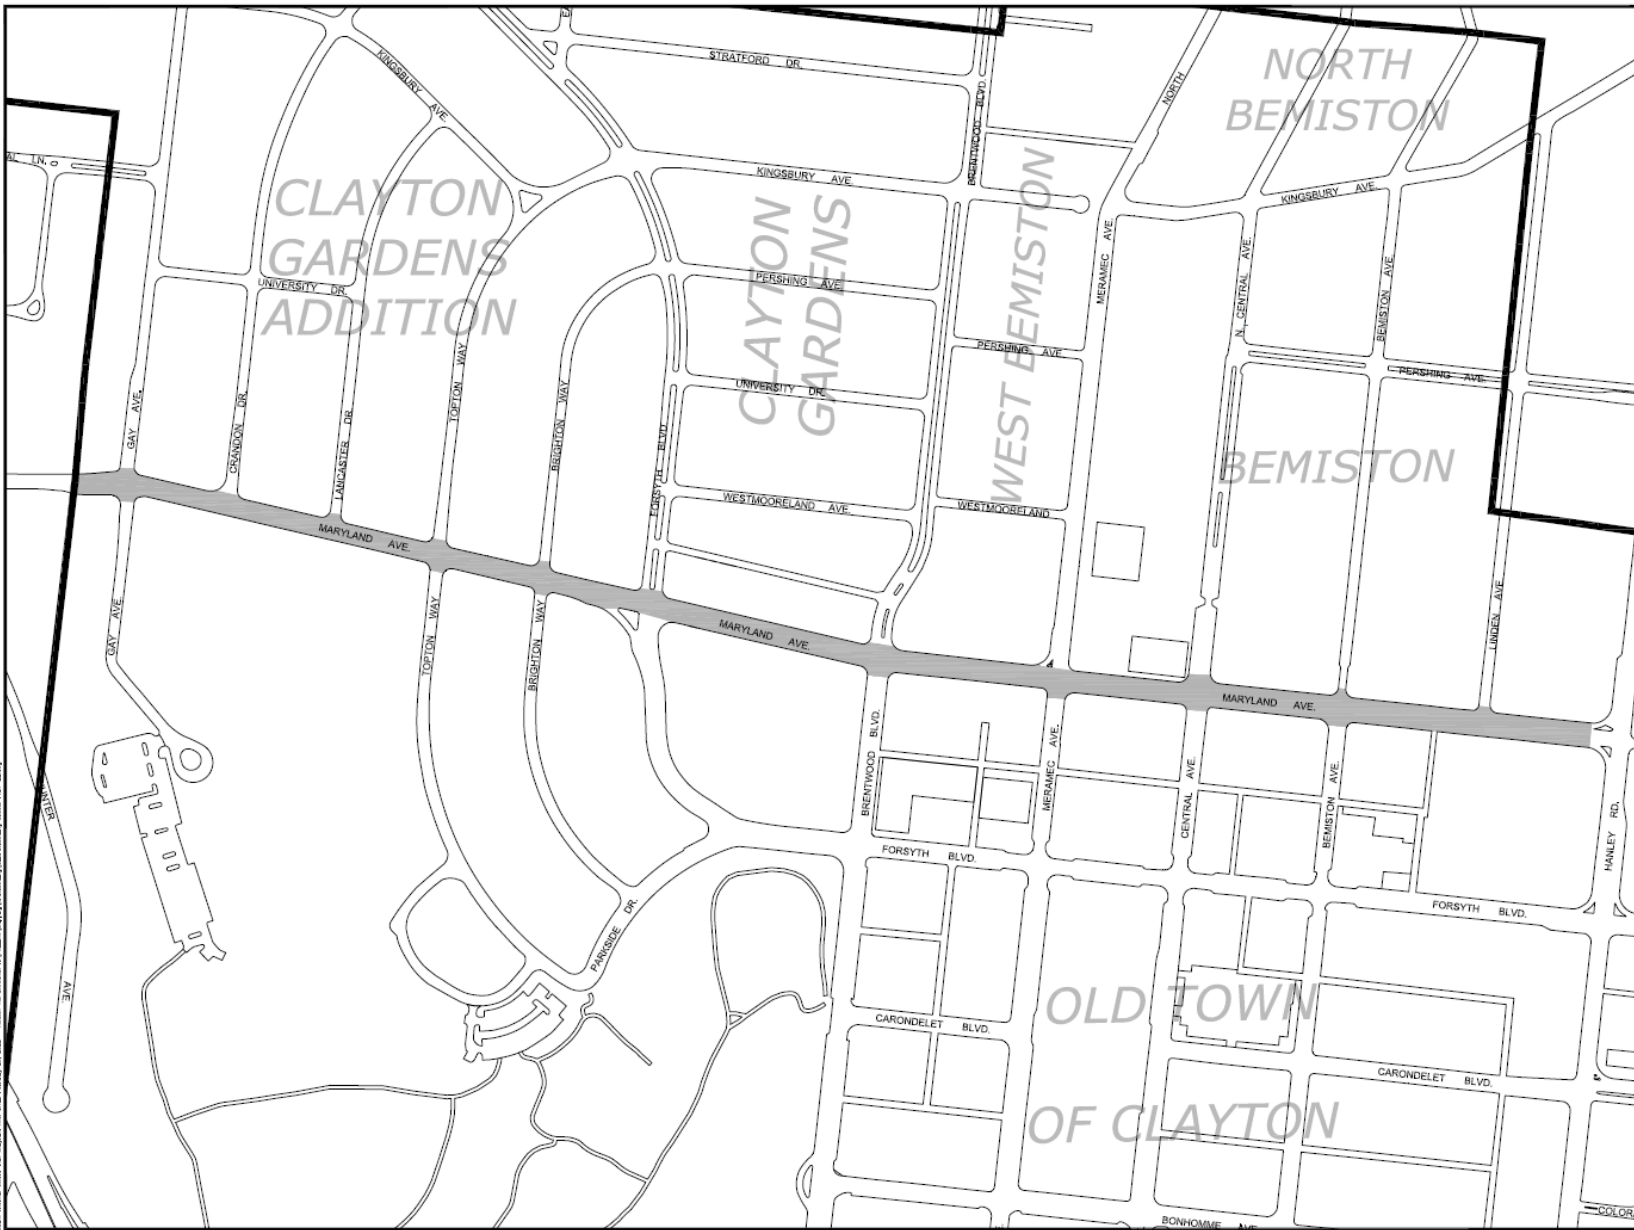 STRATFORD DR.
KINGSBURY AVE.
BRENTWOOD BLVD.
NORTH
NORTH
BEMISTON
LN.
KINGSBURY AVE.
KINGSBURY AVE.
CLAYTON
GARDENS
ADDITION
CLAYTON
GARDENS
WEST BEMISTON
MERAMEC AVE.
N. CENTRAL AVE.
BEMISTON AVE.
UNIVERSITY DR.
PERSHING AVE.
PERSHING AVE.
PERSHING AVE.
UNIVERSITY DR.
GAY AVE.
CRANDON DR.
LANCASTER DR.
TOPTON WAY
BRIGHTON WAY
FORSYTH BLVD.
BEMISTON
WESTMOORELAND AVE.
WESTMOORELAND
MARYLAND AVE.
MARYLAND AVE.
MARYLAND AVE.
GAY AVE.
TOPTON WAY
BRIGHTON WAY
LINDEN AVE.
BRENTWOOD BLVD.
MERAMEC AVE.
CENTRAL AVE.
BEMISTON AVE.
HANLEY RD.
FORSYTH BLVD.
FORSYTH BLVD.
PARKSIDE DR.
AVE.
OLD TOWN
OF CLAYTON
CARONDELET BLVD.
CARONDELET BLVD.
BONHOMME AVE.